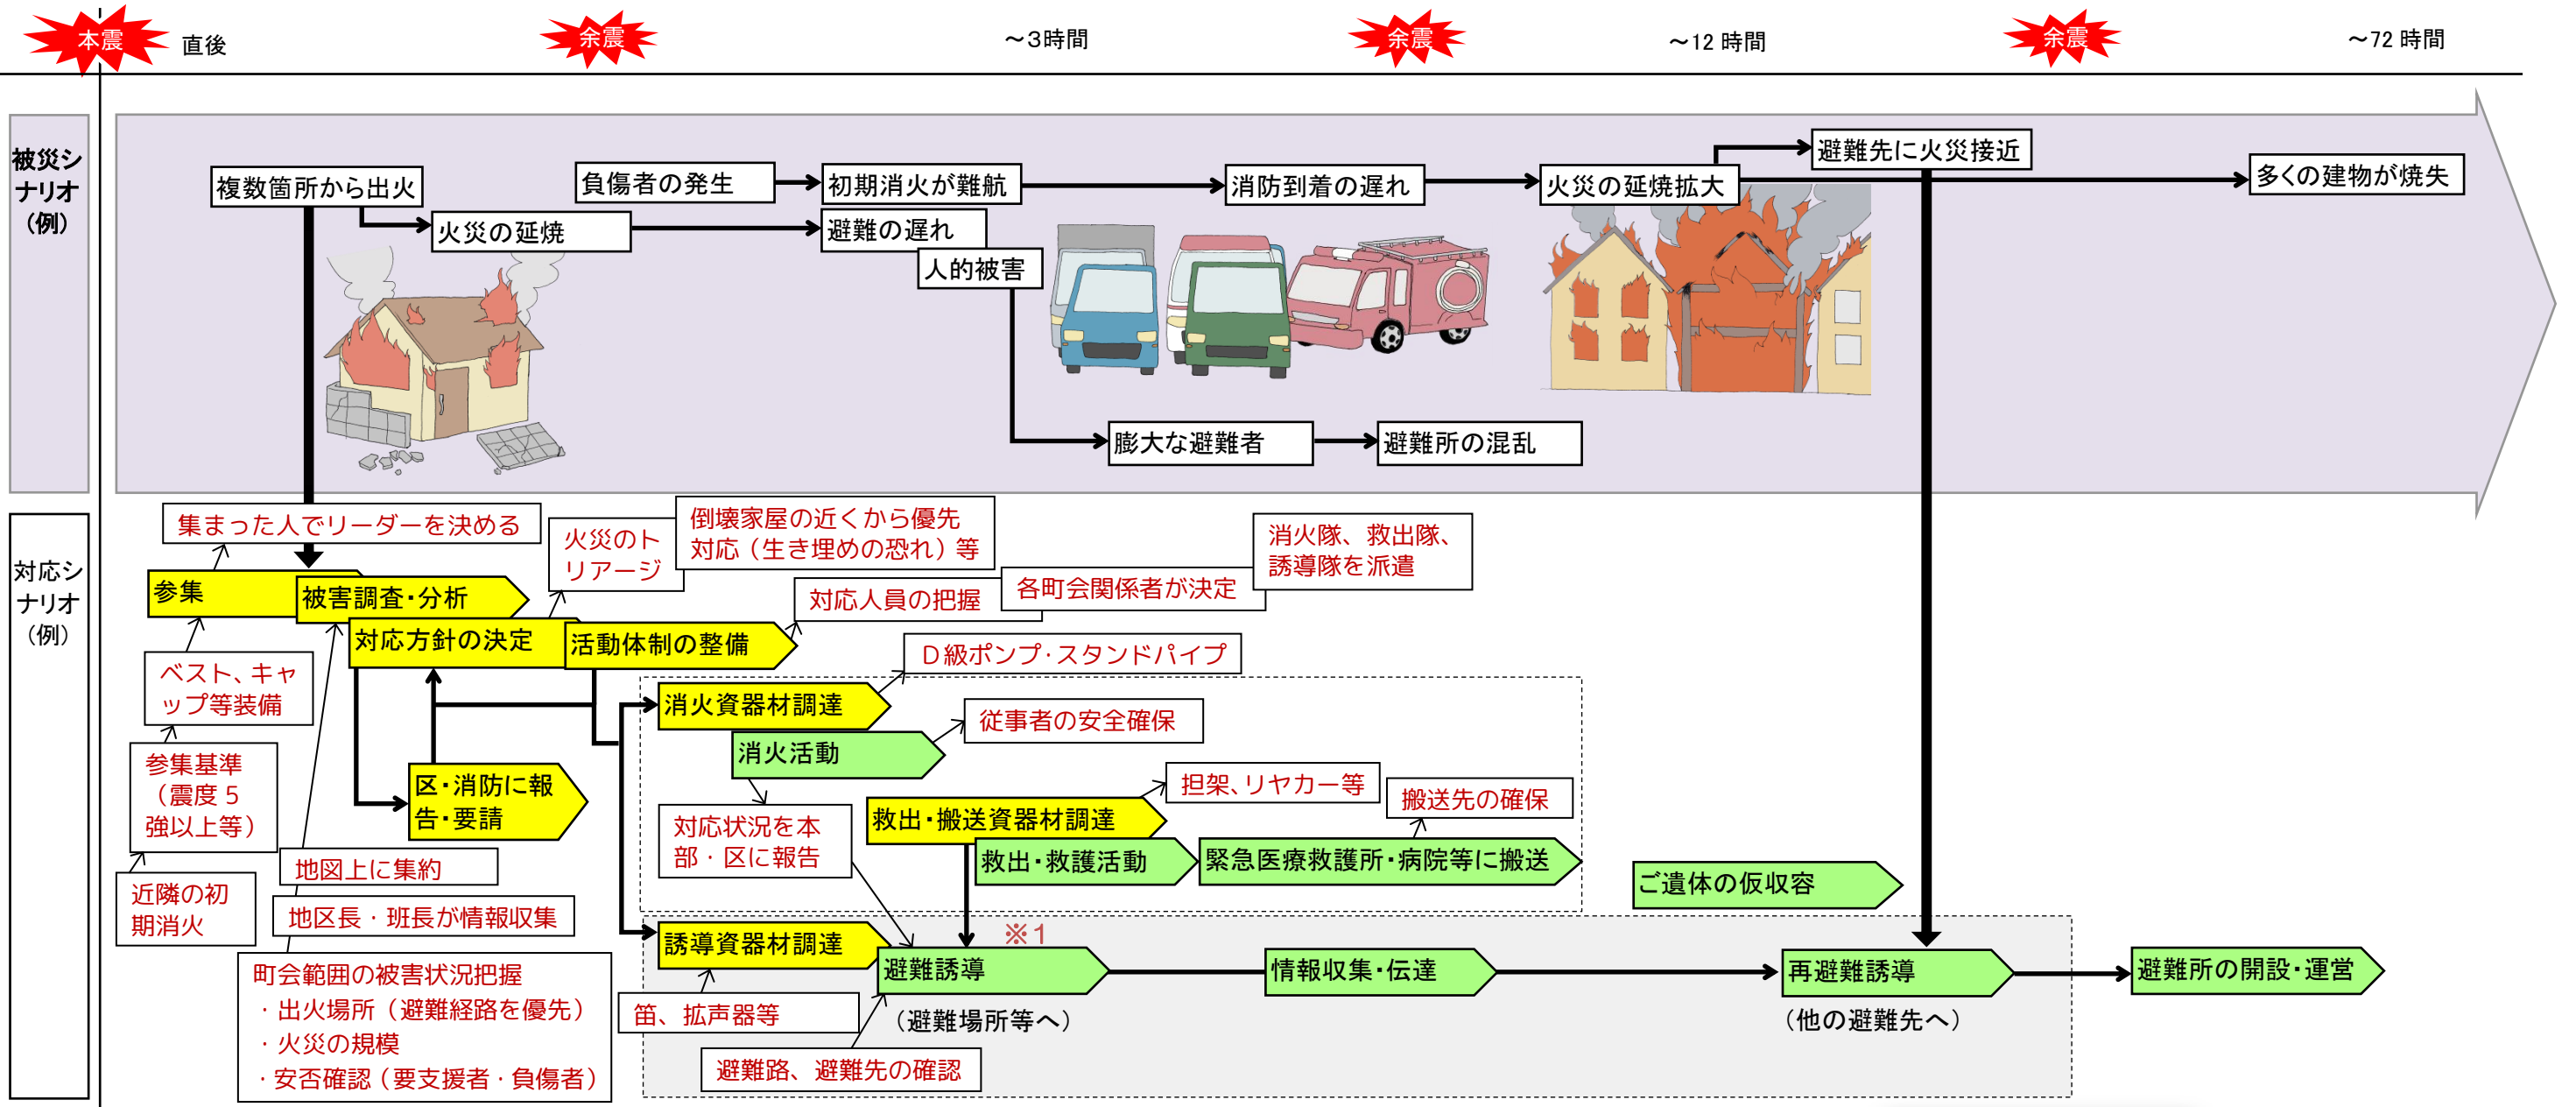 本震
直後
余震
～3時間
余震
～12時間
余震
～72時間
被災シ
ナリオ
（例）
複数箇所から出火
火災の延焼
負傷者の発生
初期消火が難航
避難の遅れ
人的被害
消防到着の遅れ
火災の延焼拡大
避難先に火災接近
多くの建物が焼失
膨大な避難者
避難所の混乱
対応シ
ナリオ
（例）
集まった人でリーダーを決める
火災のト
リアージ
倒壊家屋の近くから優先
対応（生き埋めの恐れ）等
対応人員の把握
各町会関係者が決定
消火隊、救出隊、
誘導隊を派遣
参集
被害調査・分析
対応方針の決定
活動体制の整備
ベスト、キャ
ップ等装備
参集基準
（震度５
強以上等）
近隣の初
期消火
区・消防に報
告・要請
地図上に集約
地区長・班長が情報収集
町会範囲の被害状況把握
・出火場所（避難経路を優先）
・火災の規模
・安否確認（要支援者・負傷者）
Ｄ級ポンプ・スタンドパイプ
消火資器材調達
従事者の安全確保
消火活動
対応状況を本
部・区に報告
担架、リヤカー等
搬送先の確保
救出・搬送資器材調達
救出・救護活動
緊急医療救護所・病院等に搬送
ご遺体の仮収容
誘導資器材調達
※1
避難誘導
（避難場所等へ）
情報収集・伝達
再避難誘導
（他の避難先へ）
避難所の開設・運営
笛、拡声器等
避難路、避難先の確認